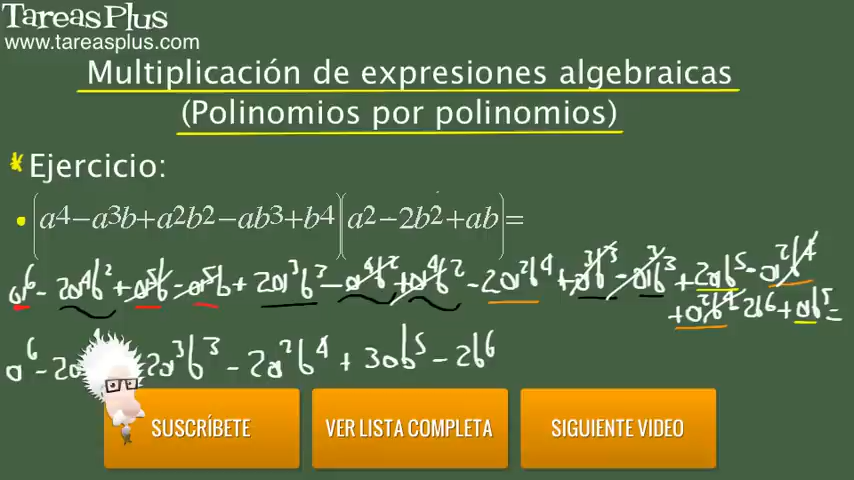 TareasPlus
www.tareasplus.com
Multiplicación de expresiones algebraicas
(Polinomios por polinomios)
* Ejercicio:
• (a4−a3b+a2b2−ab3+b4)(a2−2b2+ab)=
a⁶ - 2a⁴b² + a⁵b - a⁵b + 2a³b³ - a⁴b² + a⁴b² - 2a²b⁴ + a³b³ - a³b³ + 2ab⁵ - a²b⁴
+ a²b⁴ - 2b⁶ + ab⁵ =
a⁶ - 2a 2a³b³ - 2a²b⁴ + 3ab⁵ - 2b⁶
SUSCRÍBETE
VER LISTA COMPLETA
SIGUIENTE VIDEO